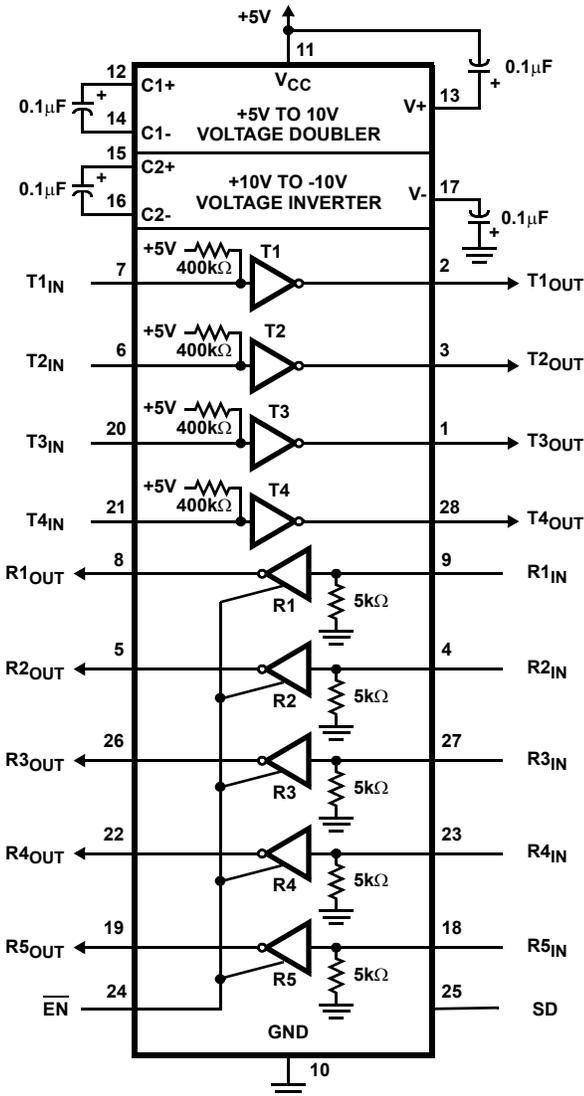 +5V
11
VCC
12
C1+
0.1µF
+
14
C1-
+5V TO 10V
VOLTAGE DOUBLER
V+
13
0.1µF
+
15
C2+
0.1µF
+
16
C2-
+10V TO -10V
VOLTAGE INVERTER
V-
17
0.1µF
+
T1IN
7
+5V
400kΩ
T1
2
T1OUT
T2IN
6
+5V
400kΩ
T2
3
T2OUT
T3IN
20
+5V
400kΩ
T3
1
T3OUT
T4IN
21
+5V
400kΩ
T4
28
T4OUT
R1OUT
8
R1
5kΩ
9
R1IN
R2OUT
5
R2
5kΩ
4
R2IN
R3OUT
26
R3
5kΩ
27
R3IN
R4OUT
22
R4
5kΩ
23
R4IN
R5OUT
19
R5
5kΩ
18
R5IN
EN
24
25
SD
GND
10